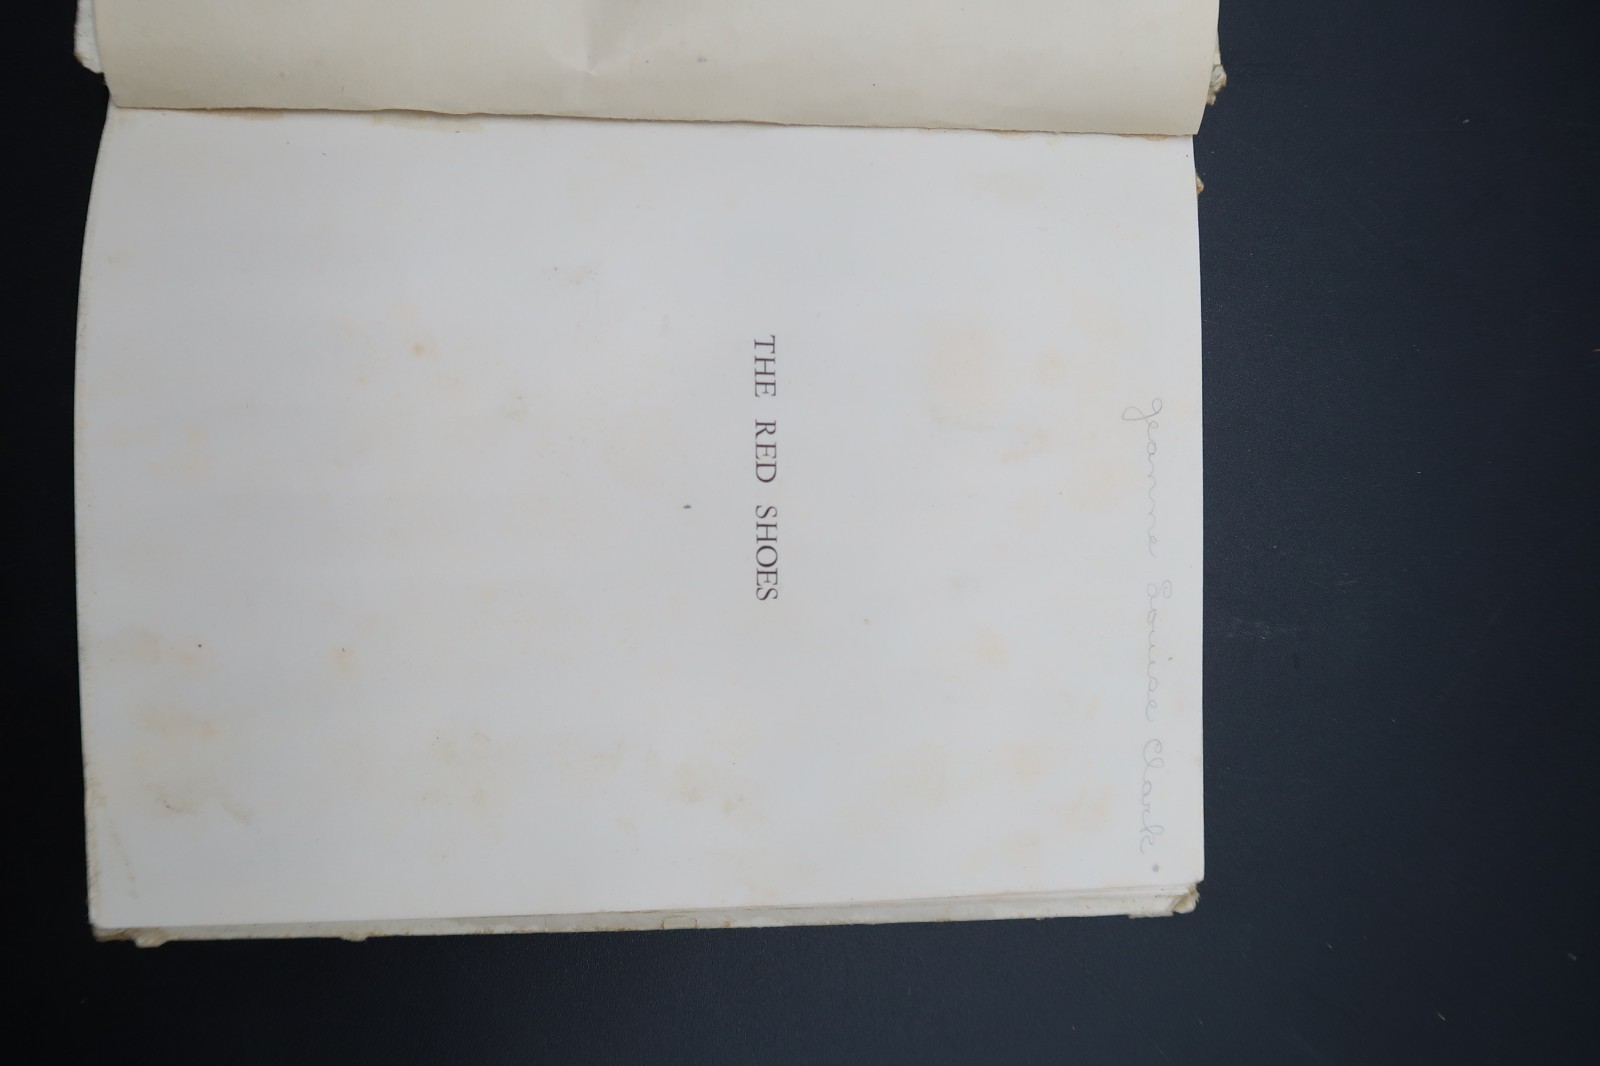 Jeanne Louise Clark.
THE RED SHOES